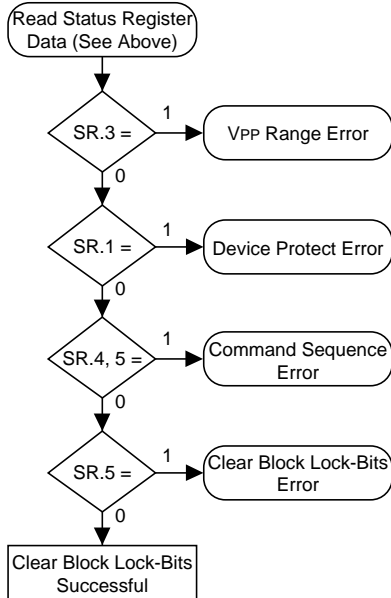 Read Status Register
Data (See Above)
SR.3 =
1
VPP Range Error
0
SR.1 =
1
Device Protect Error
0
SR.4, 5 =
1
Command Sequence
Error
0
SR.5 =
1
Clear Block Lock-Bits
Error
0
Clear Block Lock-Bits
Successful